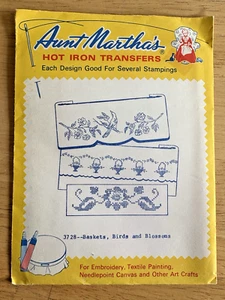 Aunt Martha's
HOT IRON TRANSFERS
Each Design Good For Several Stampings
3728--Baskets, Birds and Blossoms
For Embroidery, Textile Painting,
Needlepoint Canvas and Other Art Crafts